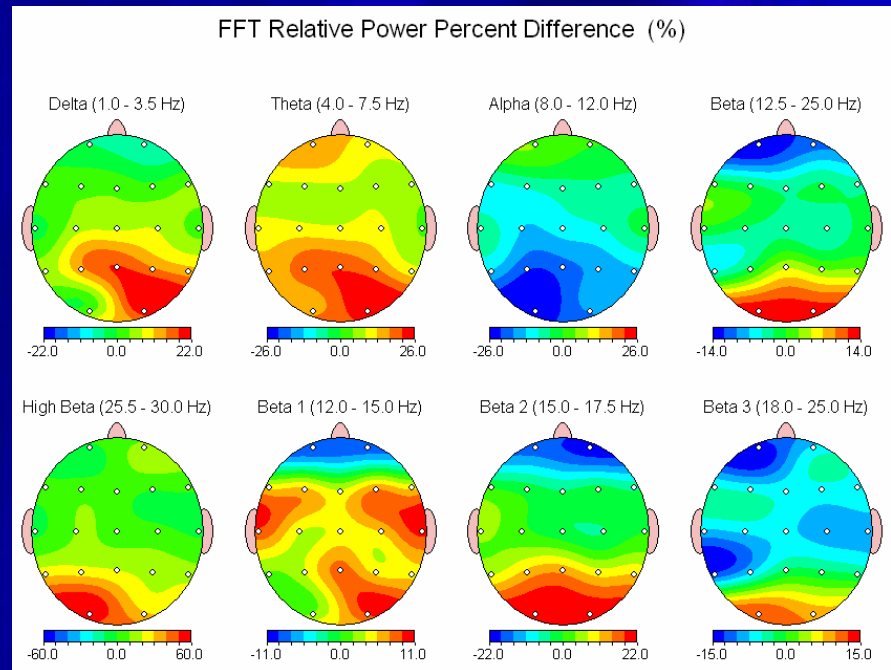 FFT Relative Power Percent Difference (%)
Delta (1.0 - 3.5 Hz) Theta (4.0 - 7.5 Hz) Alpha (8.0 - 12.0 Hz) Beta (12.5 - 25.0 Hz)
-22.0 0.0 22.0 -26.0 0.0 26.0 -26.0 0.0 26.0 -14.0 0.0 14.0
High Beta (25.5 - 30.0 Hz) Beta 1 (12.0 - 15.0 Hz) Beta 2 (15.0 - 17.5 Hz) Beta 3 (18.0 - 25.0 Hz)
-60.0 0.0 60.0 -11.0 0.0 11.0 -22.0 0.0 22.0 -15.0 0.0 15.0